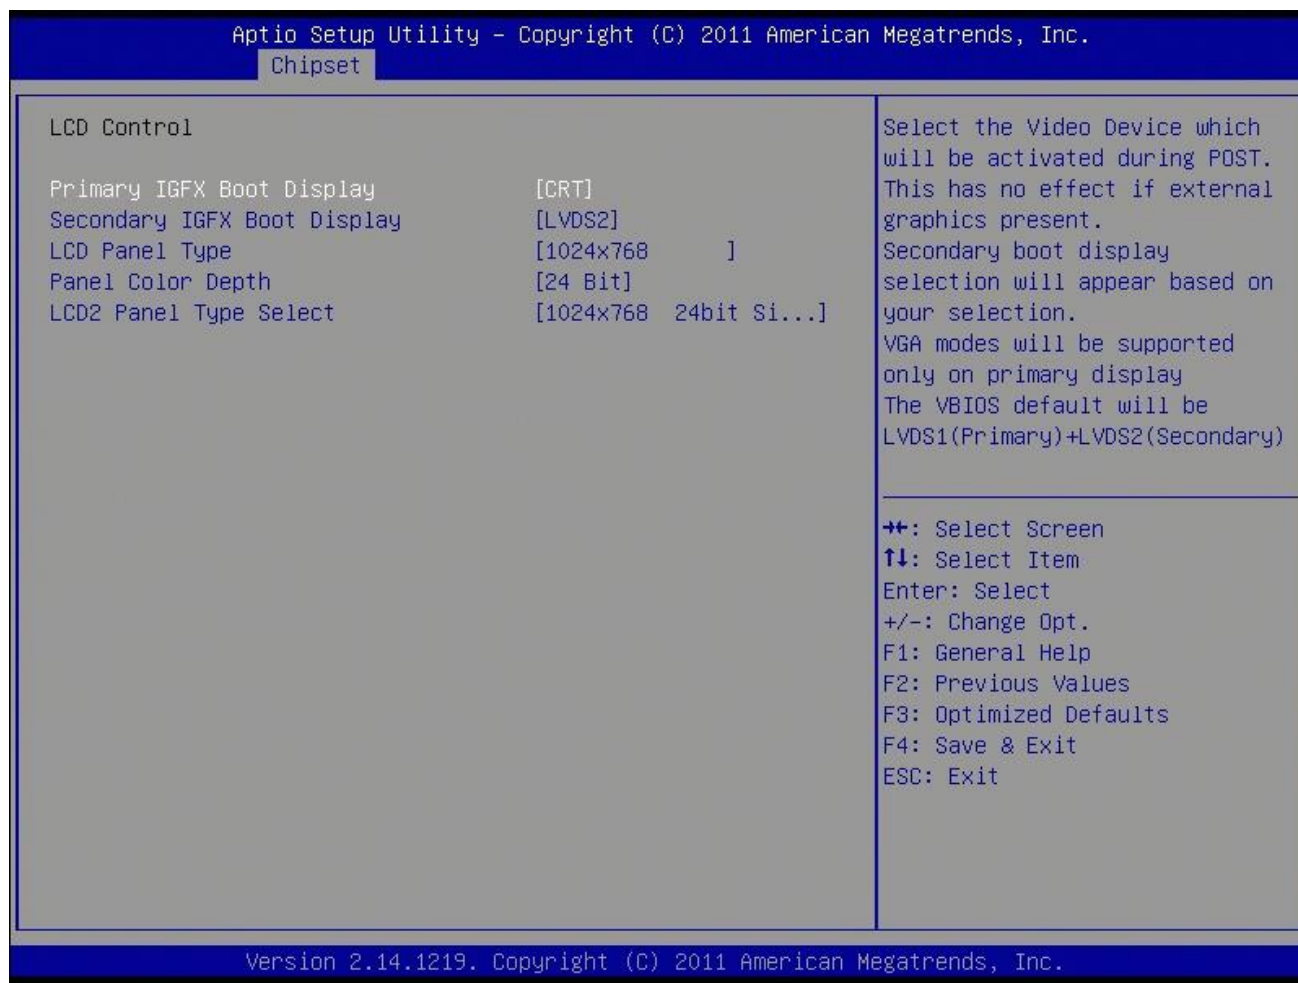 Aptio Setup Utility – Copyright (C) 2011 American Megatrends, Inc.
Chipset
LCD Control
Primary IGFX Boot Display [CRT]
Secondary IGFX Boot Display [LVDS2]
LCD Panel Type [1024x768 ]
Panel Color Depth [24 Bit]
LCD2 Panel Type Select [1024x768 24bit Si...]
Select the Video Device which
will be activated during POST.
This has no effect if external
graphics present.
Secondary boot display
selection will appear based on
your selection.
VGA modes will be supported
only on primary display
The VBIOS default will be
LVDS1(Primary)+LVDS2(Secondary)
→←: Select Screen
↑↓: Select Item
Enter: Select
+/-: Change Opt.
F1: General Help
F2: Previous Values
F3: Optimized Defaults
F4: Save & Exit
ESC: Exit
Version 2.14.1219. Copyright (C) 2011 American Megatrends, Inc.